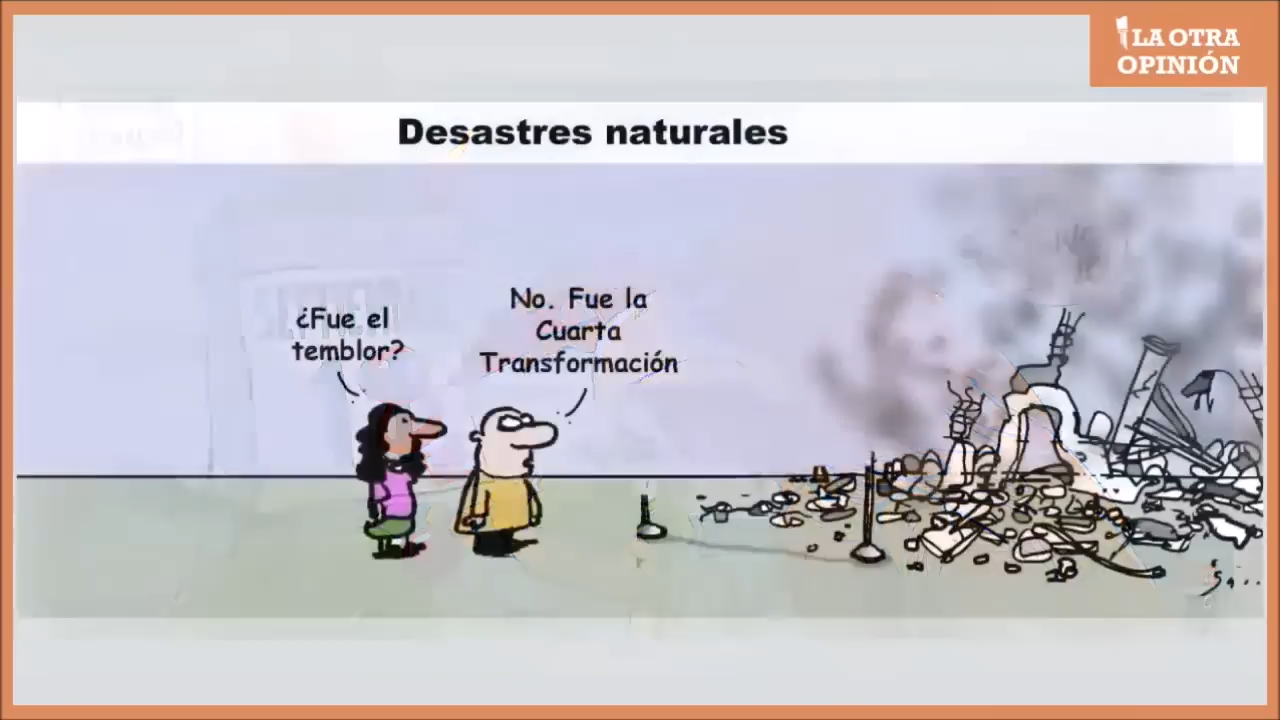 LA OTRA
OPINIÓN
Desastres naturales
¿Fue el
temblor?
No. Fue la
Cuarta
Transformación